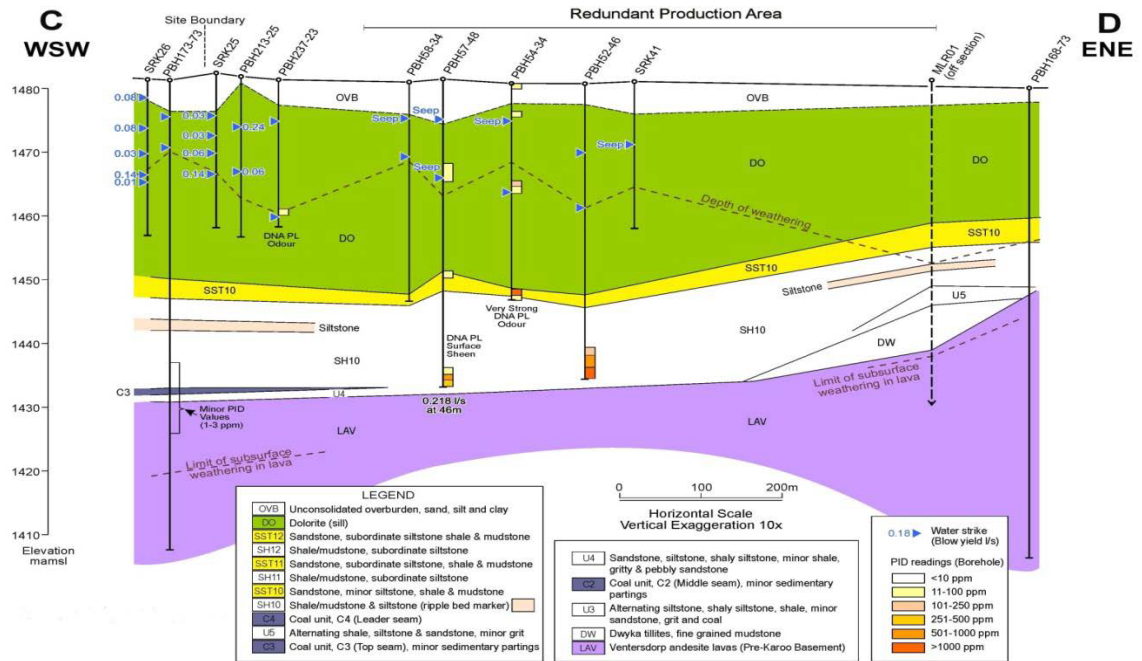 C
WSW
Site Boundary
Redundant Production Area
D
ENE
SRK26
PBH173-73
SRK25
PBH213-25
PBH237-23
PBH58-34
PBH57-48
PBH54-34
PBH52-46
SRK41
MLR01
(off section)
PBH168-73
1480
1470
1460
1450
1440
1430
1420
1410
Elevation
mamsl
OVB
OVB
0.08
0.08
0.03
0.14
0.01
0.03
0.03
0.06
0.14
0.24
0.06
Seep
Seep
Seep
Seep
Seep
DO
DO
DO
DNA PL
Odour
Depth of weathering
SST10
SST10
SST10
Siltstone
Siltstone
Very Strong
DNA PL
Odour
DNA PL
Surface
Sheen
SH10
SH10
U5
DW
C3
U4
0.218 l/s
at 46m
Minor PID
Values
(1-3 ppm)
LAV
LAV
Limit of subsurface
weathering in lava
Limit of subsurface
weathering in lava
LEGEND
OVB Unconsolidated overburden, sand, silt and clay
DO Dolorite (sill)
SST12 Sandstone, subordinate siltstone shale & mudstone
SH12 Shale/mudstone, subordinate siltstone
SST11 Sandstone, subordinate siltstone, shale & mudstone
SH11 Shale/mudstone, subordinate siltstone
SST10 Sandstone, minor siltstone, shale & mudstone
SH10 Shale/mudstone & siltstone (ripple bed marker)
C4 Coal unit, C4 (Leader seam)
U5 Alternating shale, siltstone & sandstone, minor grit
C3 Coal unit, C3 (Top seam), minor sedimentary partings
0 100 200m
Horizontal Scale
Vertical Exaggeration 10x
U4 Sandstone, siltstone, shaly siltstone, minor shale,
gritty & pebbly sandstone
C2 Coal unit, C2 (Middle seam), minor sedimentary
partings
U3 Alternating siltstone, shaly siltstone, shale, minor
sandstone, grit and coal
DW Dwyka tillites, fine grained mudstone
LAV Ventersdorp andesite lavas (Pre-Karoo Basement)
0.18 Water strike
(Blow yield l/s)
PID readings (Borehole)
<10 ppm
11-100 ppm
101-250 ppm
251-500 ppm
501-1000 ppm
>1000 ppm